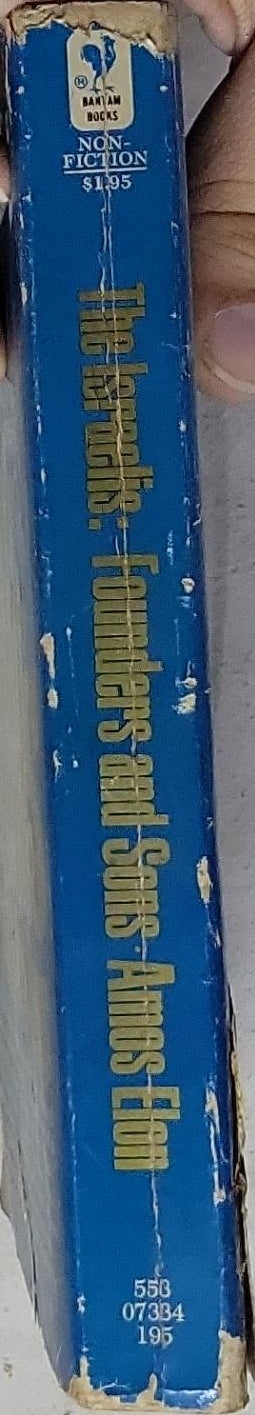 ®
BANTAM
BOOKS
NON-
FICTION
$1.95
The Israelis: Founders and Sons · Amos Elon
553
07334
195